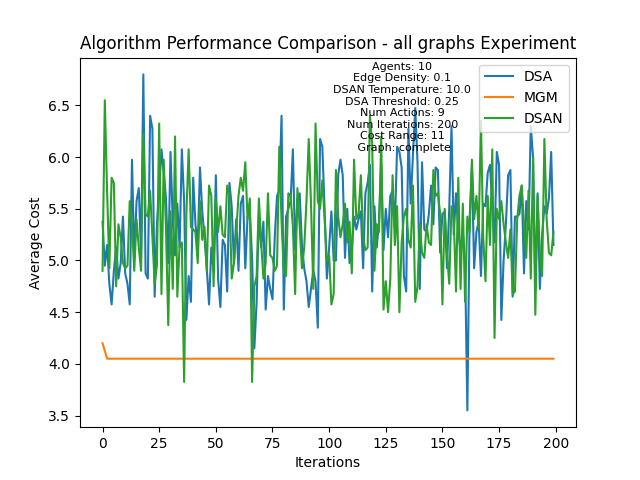 Algorithm Performance Comparison - all graphs Experiment
Agents: 10
Edge Density: 0.1
DSAN Temperature: 10.0
DSA Threshold: 0.25
Num Actions: 9
Num Iterations: 200
Cost Range: 11
Graph: complete
DSA
MGM
DSAN
Average Cost
6.5
6.0
5.5
5.0
4.5
4.0
3.5
0 25 50 75 100 125 150 175 200
Iterations